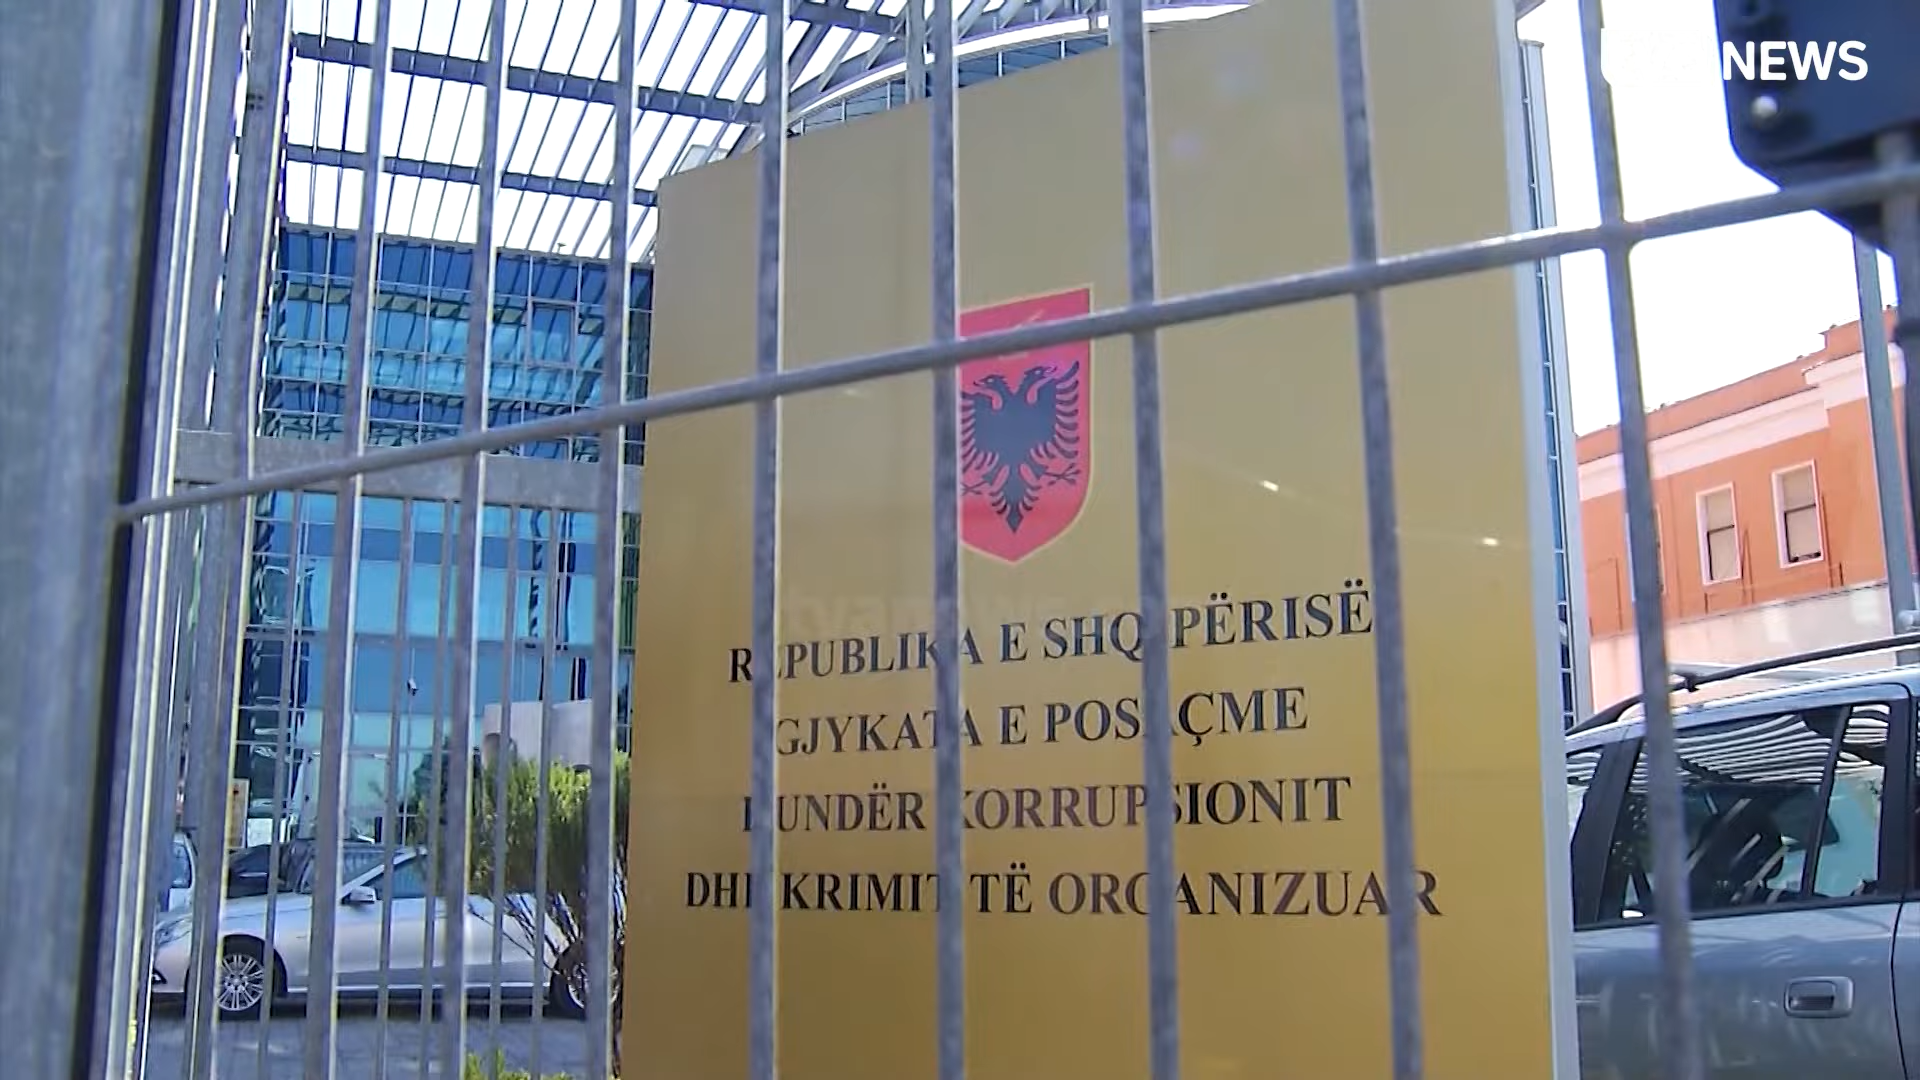 NEWS
REPUBLIKA E SHQIPËRISË
GJYKATA E POSAÇME
KUNDËR KORRUPSIONIT
DHE KRIMIT TË ORGANIZUAR